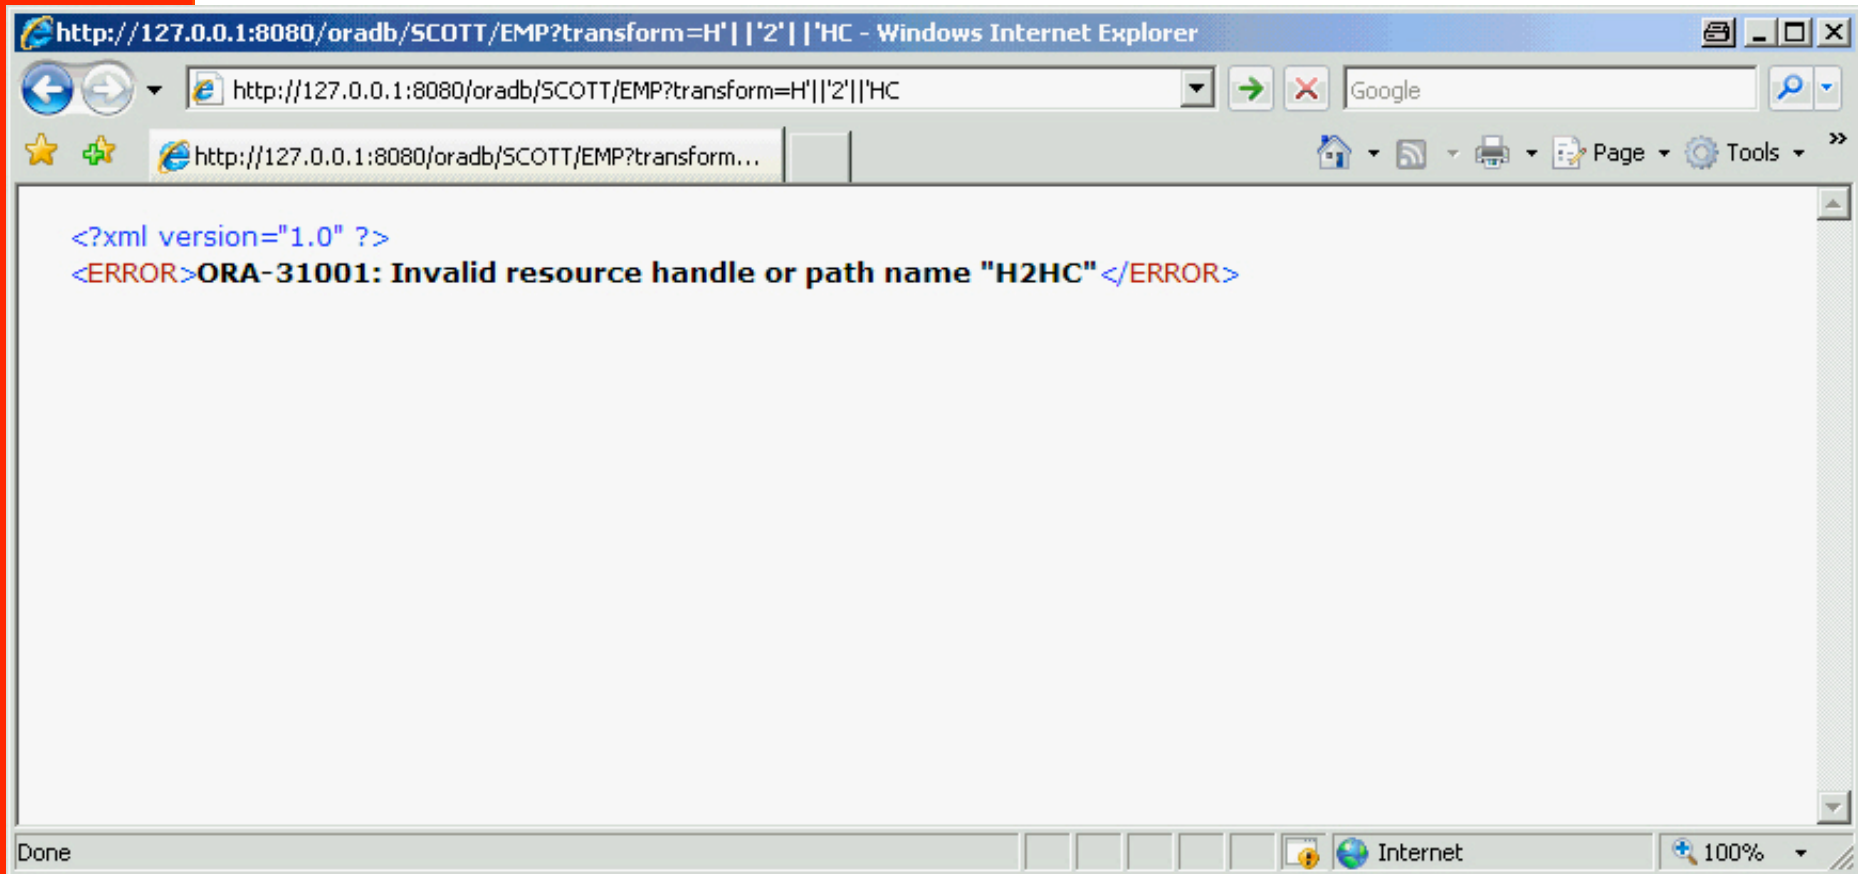 http://127.0.0.1:8080/oradb/SCOTT/EMP?transform=H'||'2'||'HC - Windows Internet Explorer
http://127.0.0.1:8080/oradb/SCOTT/EMP?transform=H'||'2'||'HC
Google
http://127.0.0.1:8080/oradb/SCOTT/EMP?transform...
Page
Tools
<?xml version="1.0" ?>
<ERROR>ORA-31001: Invalid resource handle or path name "H2HC"</ERROR>
Done
Internet
100%